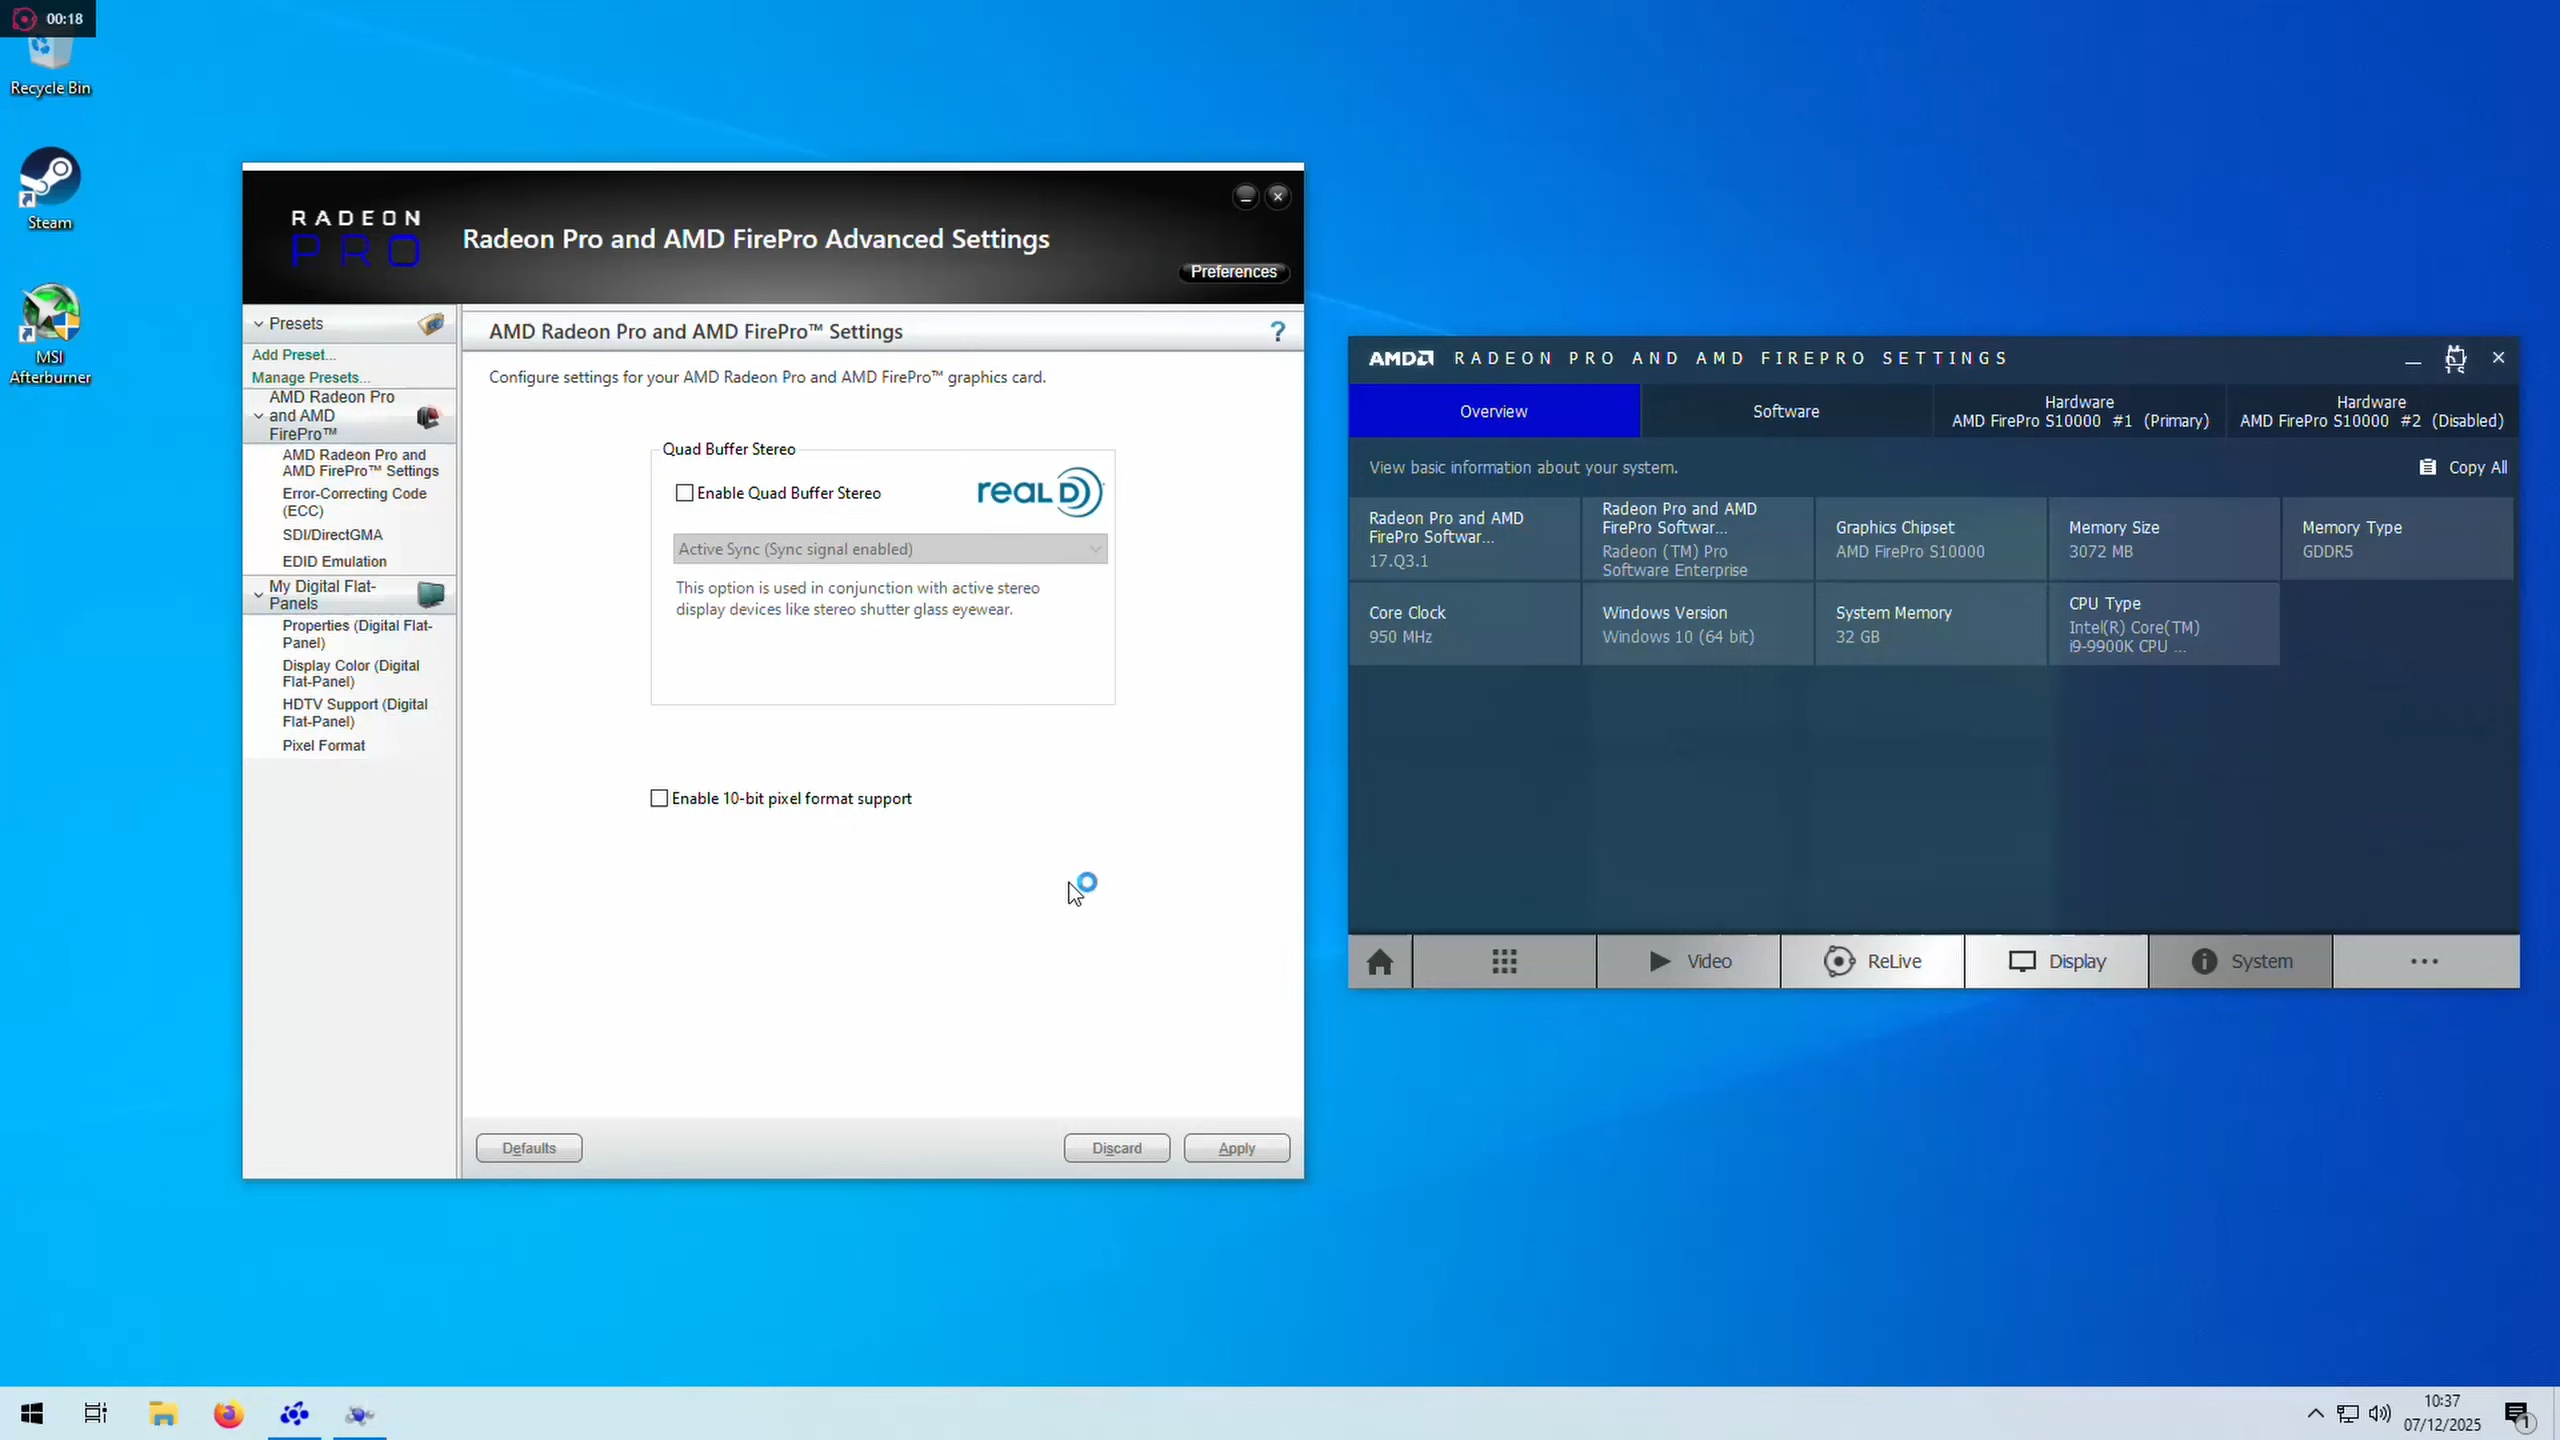 00:18
Recycle Bin
Steam
MSI
Afterburner
RADEON
PRO
Radeon Pro and AMD FirePro Advanced Settings
Preferences
Presets
Add Preset...
Manage Presets...
AMD Radeon Pro
and AMD
FirePro™
AMD Radeon Pro and
AMD FirePro™ Settings
Error-Correcting Code
(ECC)
SDI/DirectGMA
EDID Emulation
My Digital Flat-
Panels
Properties (Digital Flat-
Panel)
Display Color (Digital
Flat-Panel)
HDTV Support (Digital
Flat-Panel)
Pixel Format
AMD Radeon Pro and AMD FirePro™ Settings
?
Configure settings for your AMD Radeon Pro and AMD FirePro™ graphics card.
Quad Buffer Stereo
Enable Quad Buffer Stereo
REAL D
Active Sync (Sync signal enabled)
This option is used in conjunction with active stereo
display devices like stereo shutter glass eyewear.
Enable 10-bit pixel format support
Defaults
Discard
Apply
AMD RADEON PRO AND AMD FIREPRO SETTINGS
Overview
Software
Hardware
AMD FirePro S10000 #1 (Primary)
Hardware
AMD FirePro S10000 #2 (Disabled)
View basic information about your system.
Copy All
Radeon Pro and AMD
FirePro Softwar...
17.Q3.1
Radeon Pro and AMD
FirePro Softwar...
Radeon (TM) Pro
Software Enterprise
Graphics Chipset
AMD FirePro S10000
Memory Size
3072 MB
Memory Type
GDDR5
Core Clock
950 MHz
Windows Version
Windows 10 (64 bit)
System Memory
32 GB
CPU Type
Intel(R) Core(TM)
i9-9900K CPU ...
Video
ReLive
Display
System
...
10:37
07/12/2025
1